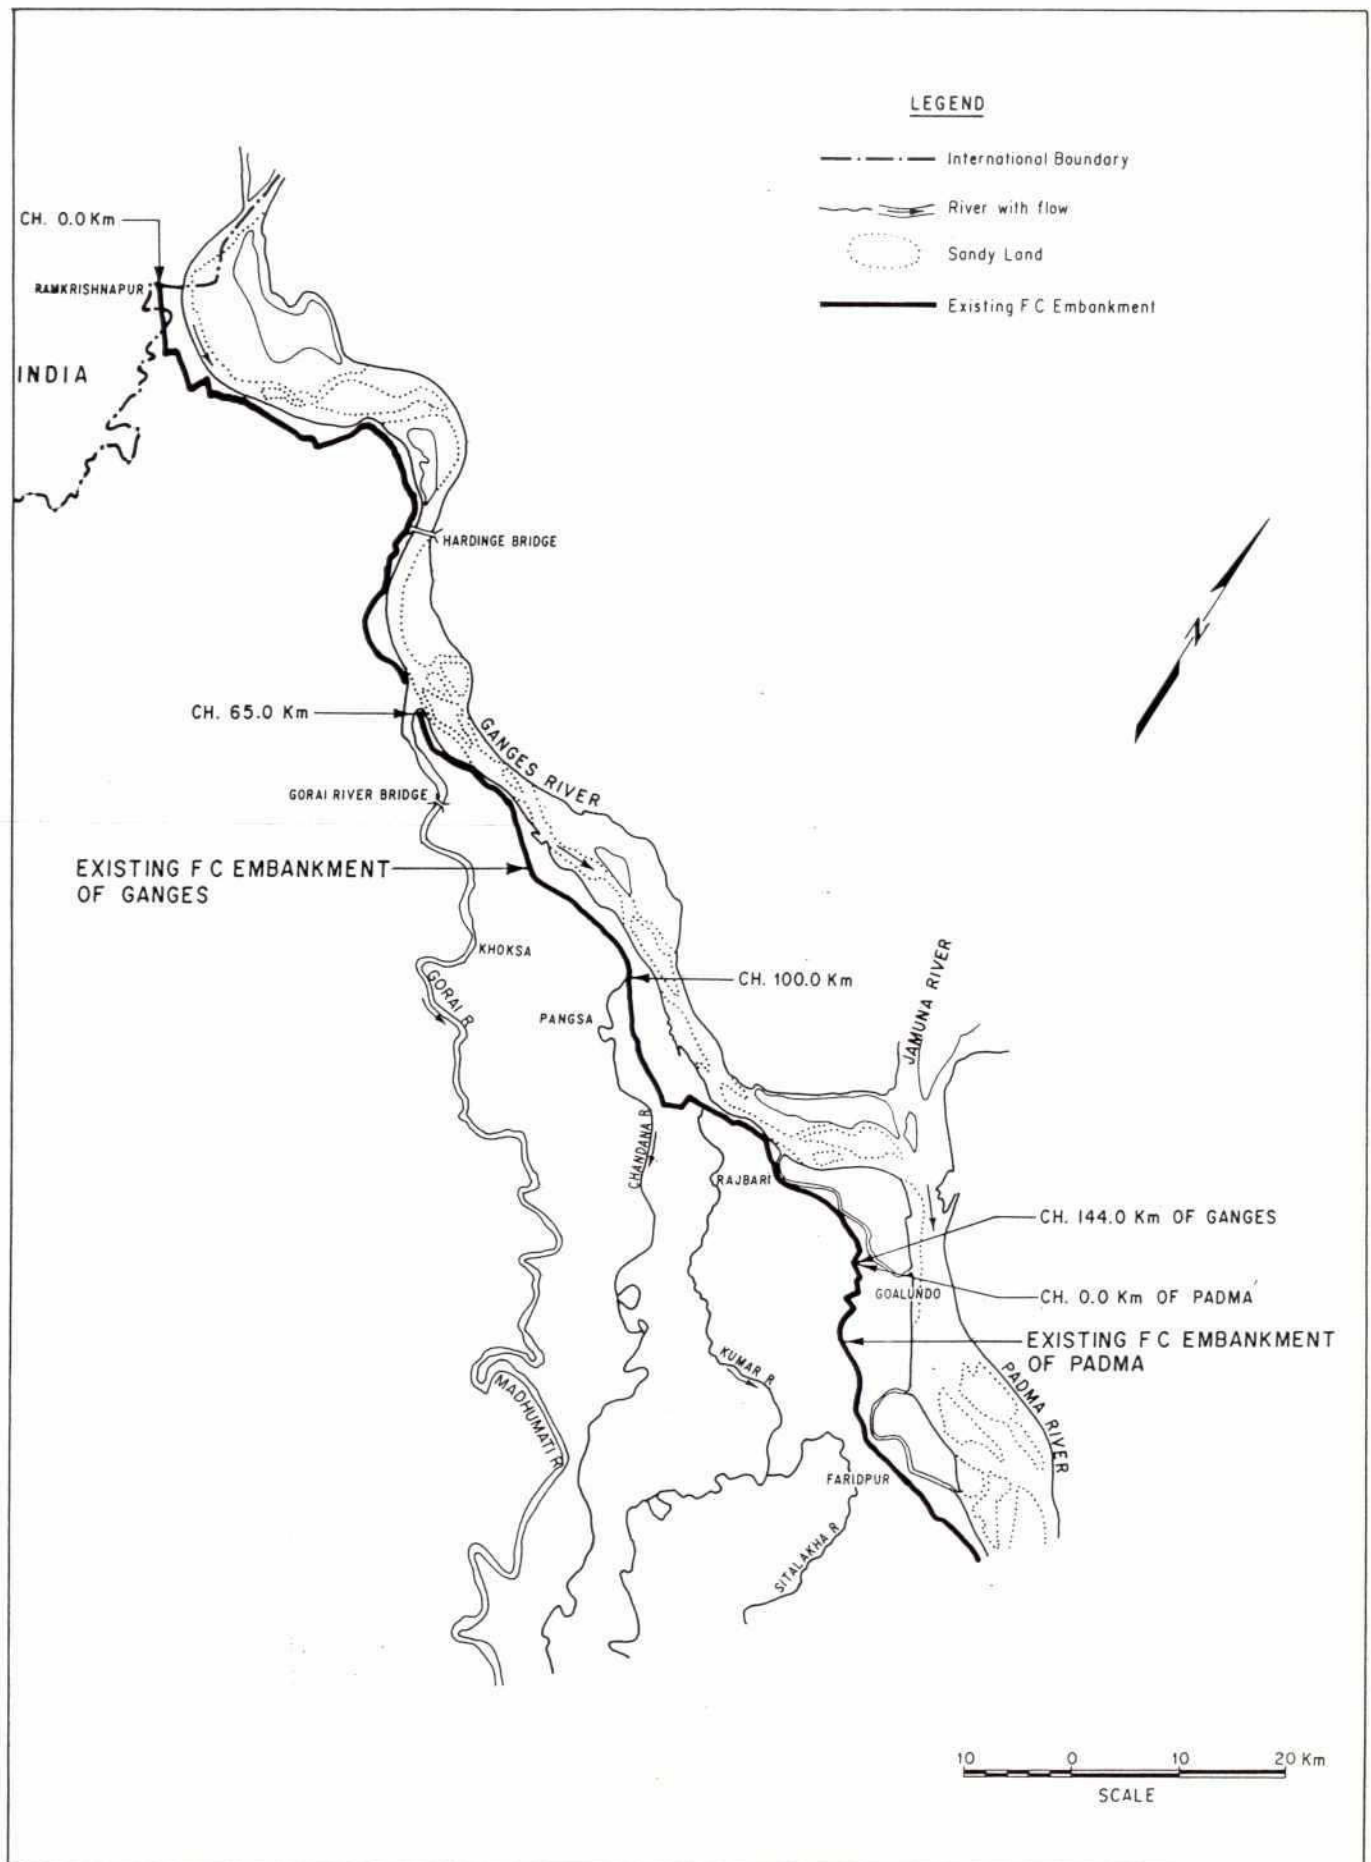 LEGEND
International Boundary
River with flow
Sandy Land
Existing F C Embankment
CH. 0.0 Km
RAMKRISHNAPUR
INDIA
HARDINGE BRIDGE
N
CH. 65.0 Km
GANGES RIVER
GORAI RIVER BRIDGE
EXISTING F C EMBANKMENT
OF GANGES
KHOKSA
GORAI R
CH. 100.0 Km
PANGSA
JAMUNA RIVER
CHANDANA R
RAJBARI
CH. 144.0 Km OF GANGES
GOALUNDO
CH. 0.0 Km OF PADMA
EXISTING F C EMBANKMENT
OF PADMA
KUMAR R
PADMA RIVER
MADHUMATI R
FARIDPUR
SITALAKHA R
10 0 10 20 Km
SCALE